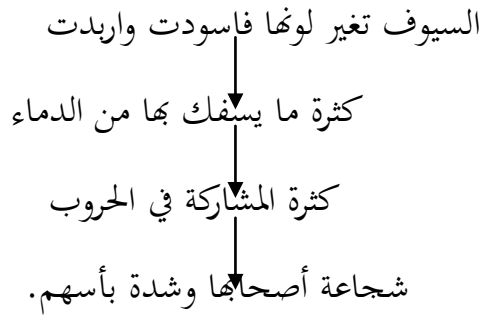 السيوف تغير لونها فاسودت واربدت
كثرة ما يسفك بها من الدماء
كثرة المشاركة في الحروب
شجاعة أصحابها وشدة بأسهم.